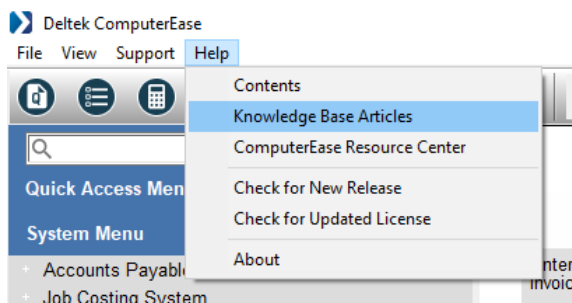 Deltek ComputerEase
File View Support Help
Contents
Knowledge Base Articles
ComputerEase Resource Center
Check for New Release
Check for Updated License
About
Quick Access Men
System Menu
Accounts Payabl
Job Costing System
nter
Invoic